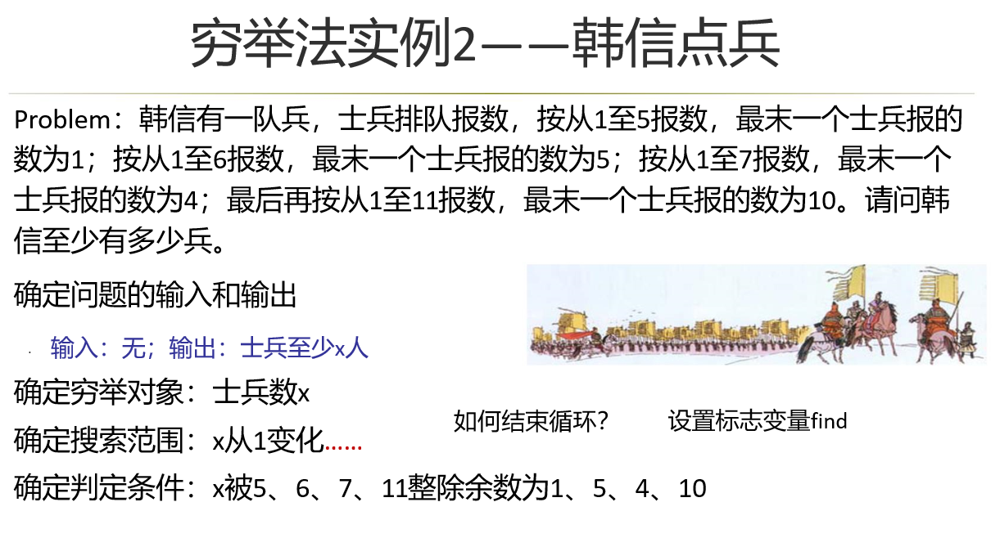 穷举法实例2——韩信点兵
Problem：韩信有一队兵，士兵排队报数，按从1至5报数，最末一个士兵报的
数为1；按从1至6报数，最末一个士兵报的数为5；按从1至7报数，最末一个
士兵报的数为4；最后再按从1至11报数，最末一个士兵报的数为10。请问韩
信至少有多少兵。
确定问题的输入和输出
输入：无；输出：士兵至少x人
确定穷举对象：士兵数x
如何结束循环？ 设置标志变量find
确定搜索范围：x从1变化……
确定判定条件：x被5、6、7、11整除余数为1、5、4、10